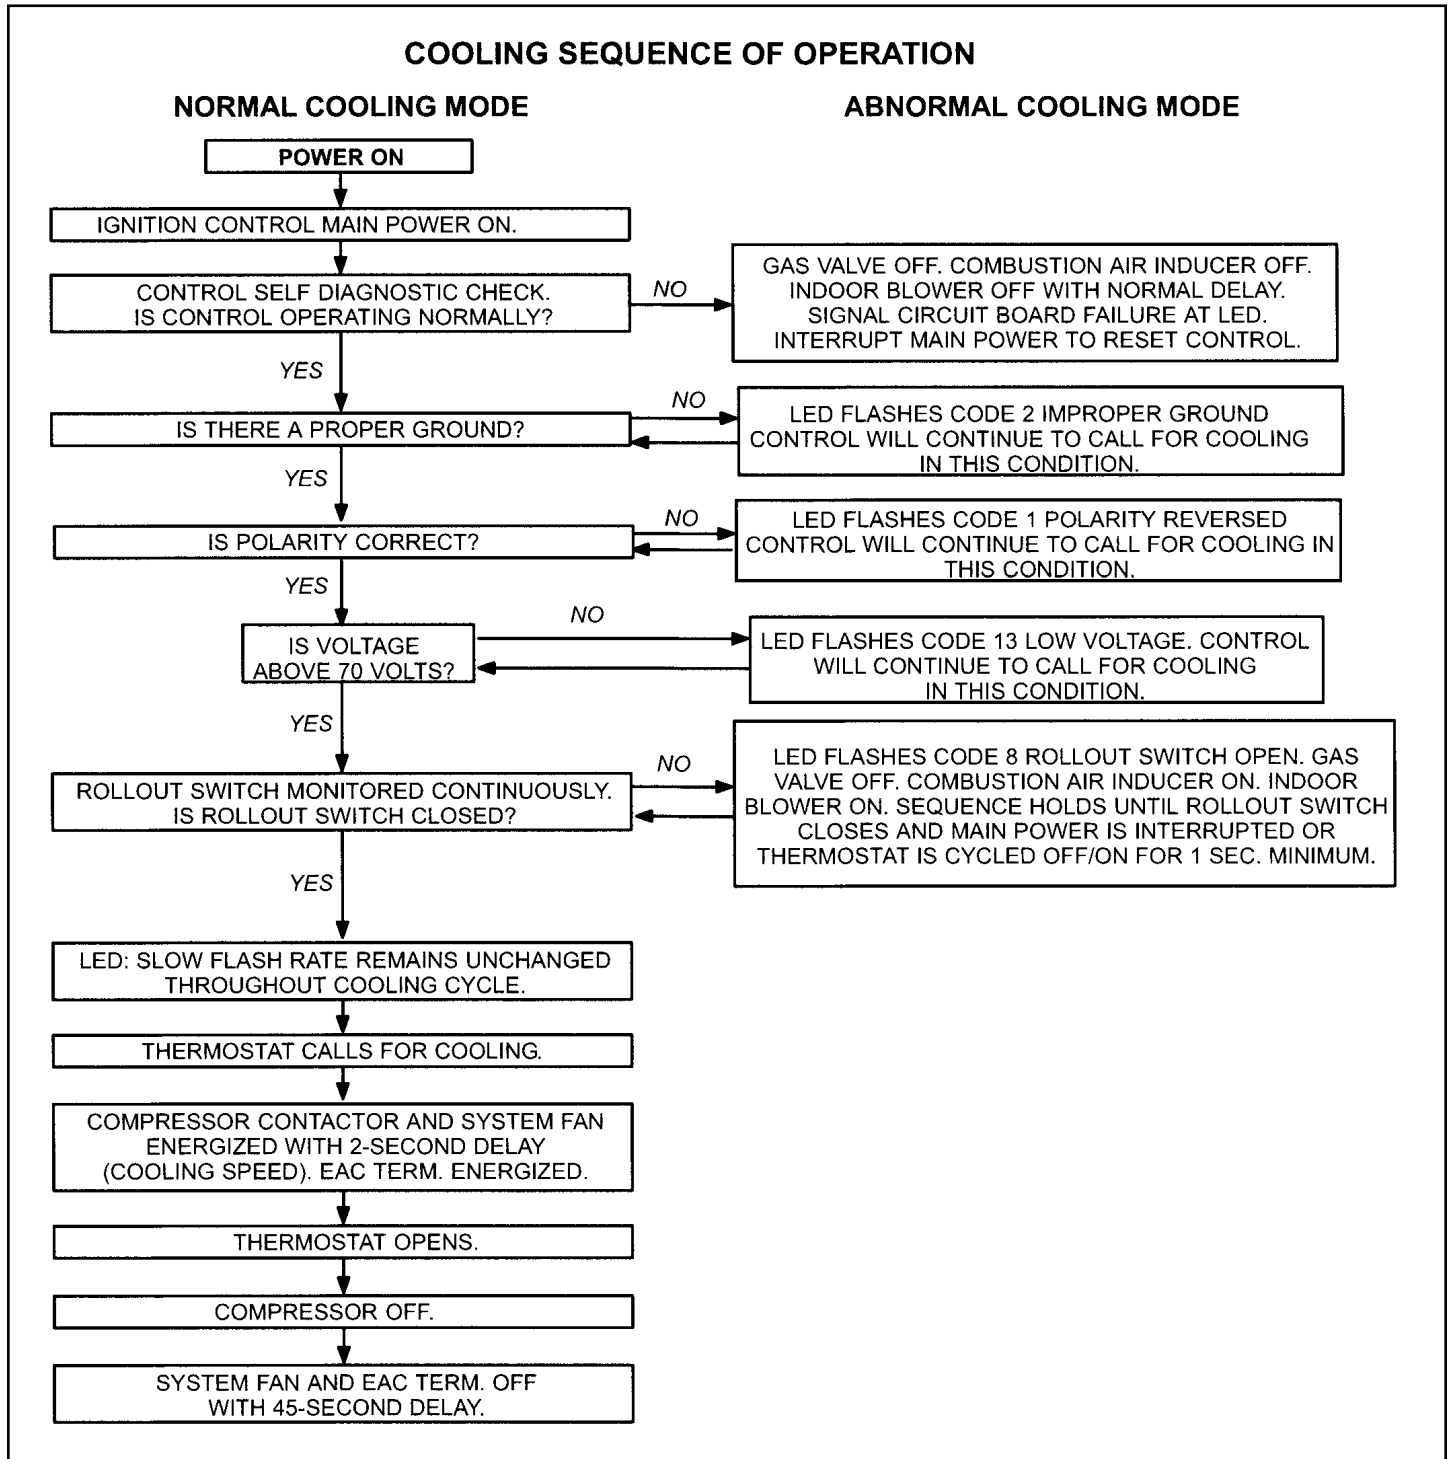 COOLING SEQUENCE OF OPERATION
NORMAL COOLING MODE
ABNORMAL COOLING MODE
POWER ON
IGNITION CONTROL MAIN POWER ON.
CONTROL SELF DIAGNOSTIC CHECK.
IS CONTROL OPERATING NORMALLY?
NO
GAS VALVE OFF. COMBUSTION AIR INDUCER OFF.
INDOOR BLOWER OFF WITH NORMAL DELAY.
SIGNAL CIRCUIT BOARD FAILURE AT LED.
INTERRUPT MAIN POWER TO RESET CONTROL.
YES
IS THERE A PROPER GROUND?
NO
LED FLASHES CODE 2 IMPROPER GROUND
CONTROL WILL CONTINUE TO CALL FOR COOLING
IN THIS CONDITION.
YES
IS POLARITY CORRECT?
NO
LED FLASHES CODE 1 POLARITY REVERSED
CONTROL WILL CONTINUE TO CALL FOR COOLING IN
THIS CONDITION.
YES
IS VOLTAGE
ABOVE 70 VOLTS?
NO
LED FLASHES CODE 13 LOW VOLTAGE. CONTROL
WILL CONTINUE TO CALL FOR COOLING
IN THIS CONDITION.
YES
ROLLOUT SWITCH MONITORED CONTINUOUSLY.
IS ROLLOUT SWITCH CLOSED?
NO
LED FLASHES CODE 8 ROLLOUT SWITCH OPEN. GAS
VALVE OFF. COMBUSTION AIR INDUCER ON. INDOOR
BLOWER ON. SEQUENCE HOLDS UNTIL ROLLOUT SWITCH
CLOSES AND MAIN POWER IS INTERRUPTED OR
THERMOSTAT IS CYCLED OFF/ON FOR 1 SEC. MINIMUM.
YES
LED: SLOW FLASH RATE REMAINS UNCHANGED
THROUGHOUT COOLING CYCLE.
THERMOSTAT CALLS FOR COOLING.
COMPRESSOR CONTACTOR AND SYSTEM FAN
ENERGIZED WITH 2-SECOND DELAY
(COOLING SPEED). EAC TERM. ENERGIZED.
THERMOSTAT OPENS.
COMPRESSOR OFF.
SYSTEM FAN AND EAC TERM. OFF
WITH 45-SECOND DELAY.